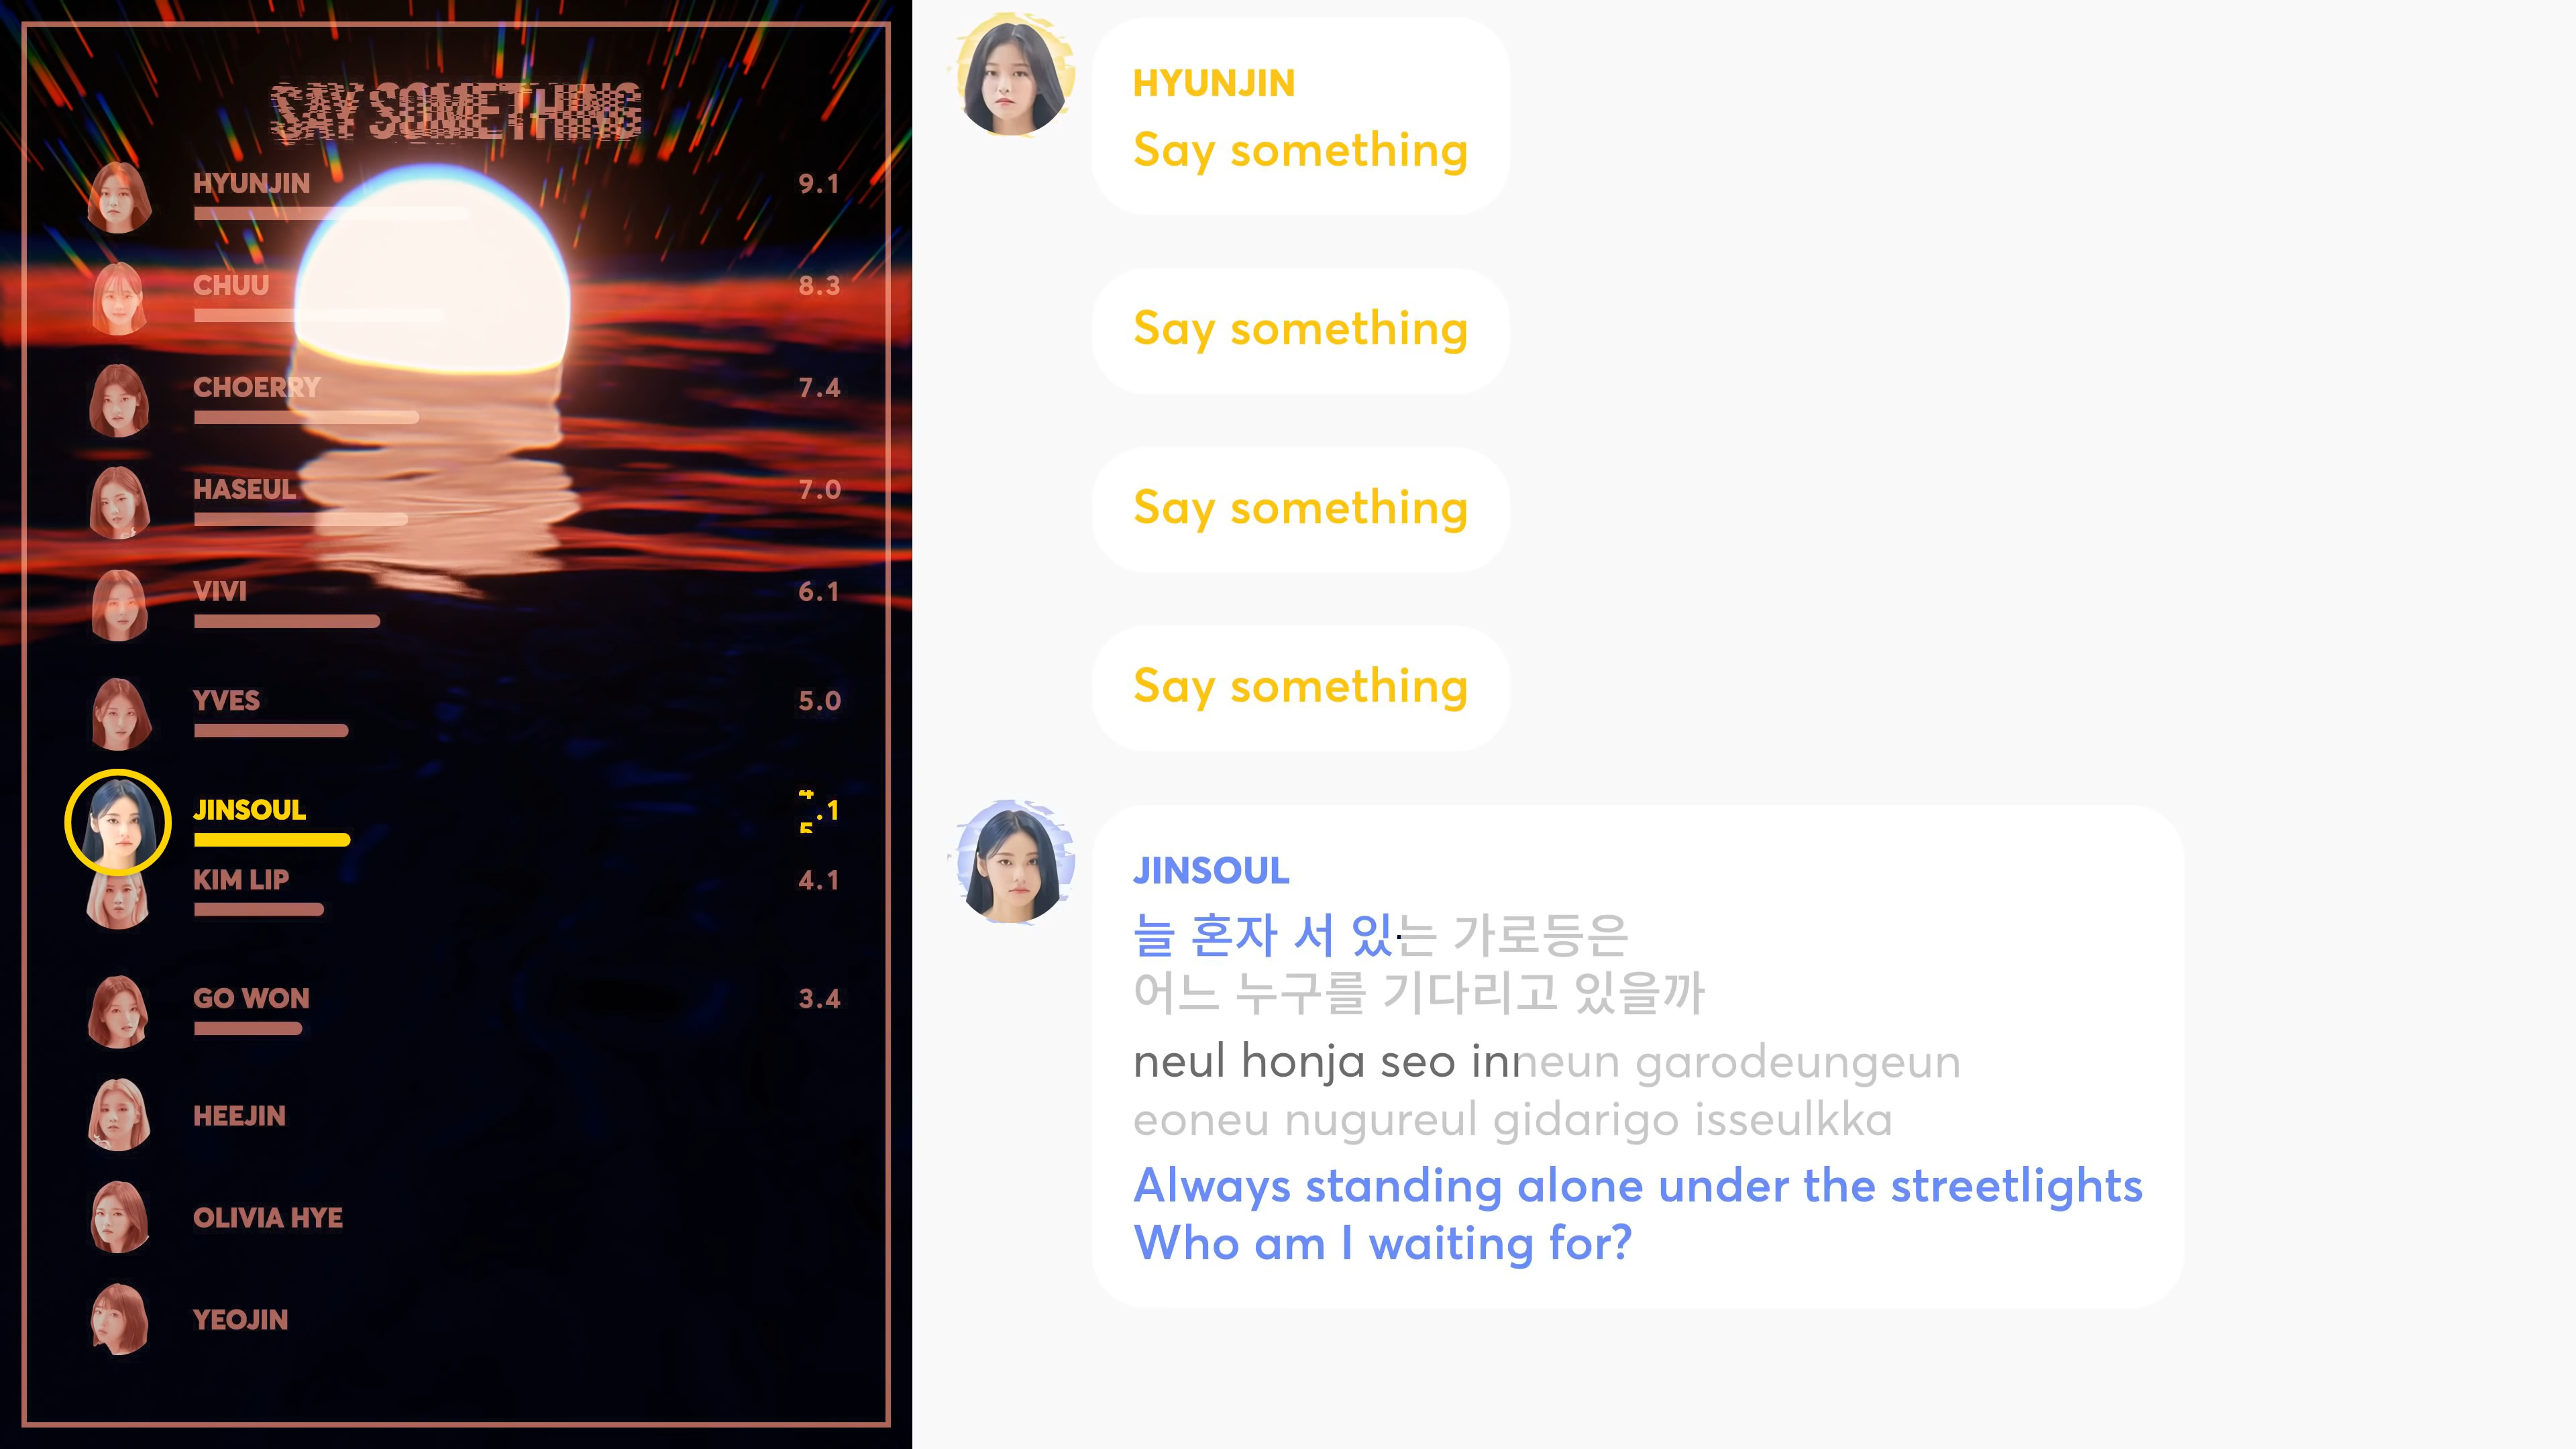 SAY SOMETHING
HYUNJIN 9.1
CHUU 8.3
CHOERRY 7.4
HASEUL 7.0
VIVI 6.1
YVES 5.0
JINSOUL .1
KIM LIP 4.1
GO WON 3.4
HEEJIN
OLIVIA HYE
YEOJIN
HYUNJIN
Say something
Say something
Say something
Say something
JINSOUL
늘 혼자 서 있는 가로등은
어느 누구를 기다리고 있을까
neul honja seo inneun garodeungeun
eoneu nugureul gidarigo isseulkka
Always standing alone under the streetlights
Who am I waiting for?